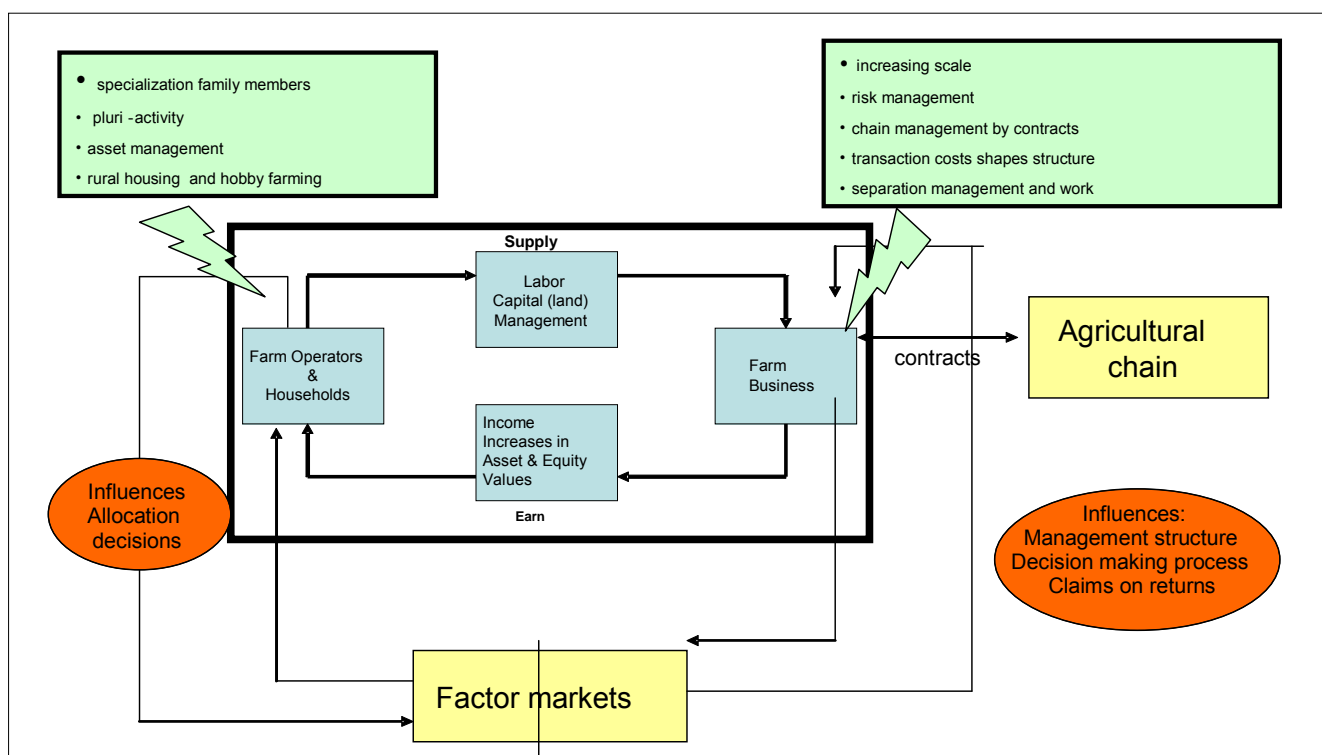 • specialization family members
• pluri -activity
• asset management
• rural housing and hobby farming
• increasing scale
• risk management
• chain management by contracts
• transaction costs shapes structure
• separation management and work
Supply
Labor
Capital (land)
Management
Farm Operators
&
Households
Farm
Business
contracts
Agricultural
chain
Income
Increases in
Asset & Equity
Values
Earn
Influences
Allocation
decisions
Influences:
Management structure
Decision making process
Claims on returns
Factor markets